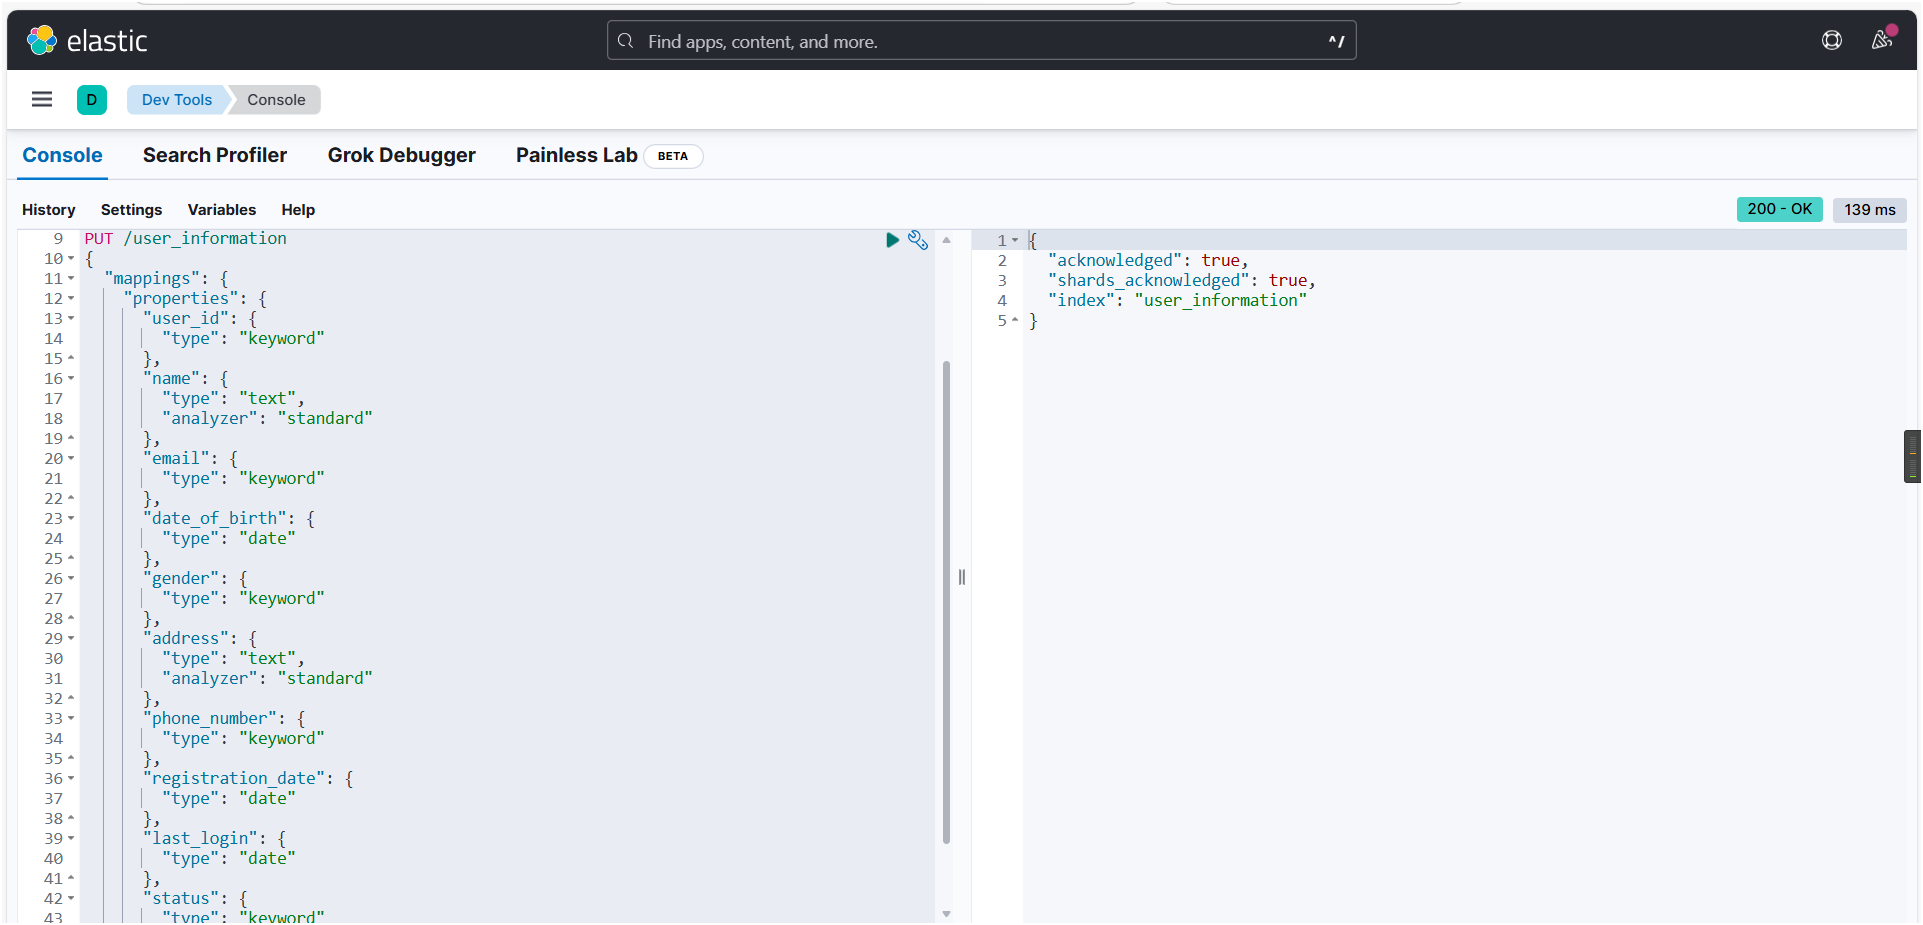 elastic
Find apps, content, and more.
^/
D
Dev Tools
Console
Console
Search Profiler
Grok Debugger
Painless Lab
BETA
History
Settings
Variables
Help
200 - OK
139 ms
9 PUT /user_information
10 {
11 "mappings": {
12 "properties": {
13 "user_id": {
14 "type": "keyword"
15 },
16 "name": {
17 "type": "text",
18 "analyzer": "standard"
19 },
20 "email": {
21 "type": "keyword"
22 },
23 "date_of_birth": {
24 "type": "date"
25 },
26 "gender": {
27 "type": "keyword"
28 },
29 "address": {
30 "type": "text",
31 "analyzer": "standard"
32 },
33 "phone_number": {
34 "type": "keyword"
35 },
36 "registration_date": {
37 "type": "date"
38 },
39 "last_login": {
40 "type": "date"
41 },
42 "status": {
43 "type": "keyword"
1 {
2 "acknowledged": true,
3 "shards_acknowledged": true,
4 "index": "user_information"
5 }